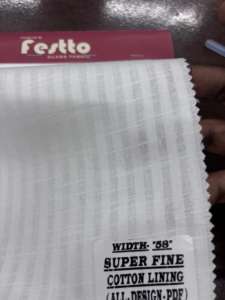 Festto
WIDTH- "58"
SUPER FINE
COTTON LINING
(ALL-DESIGN-PDF)